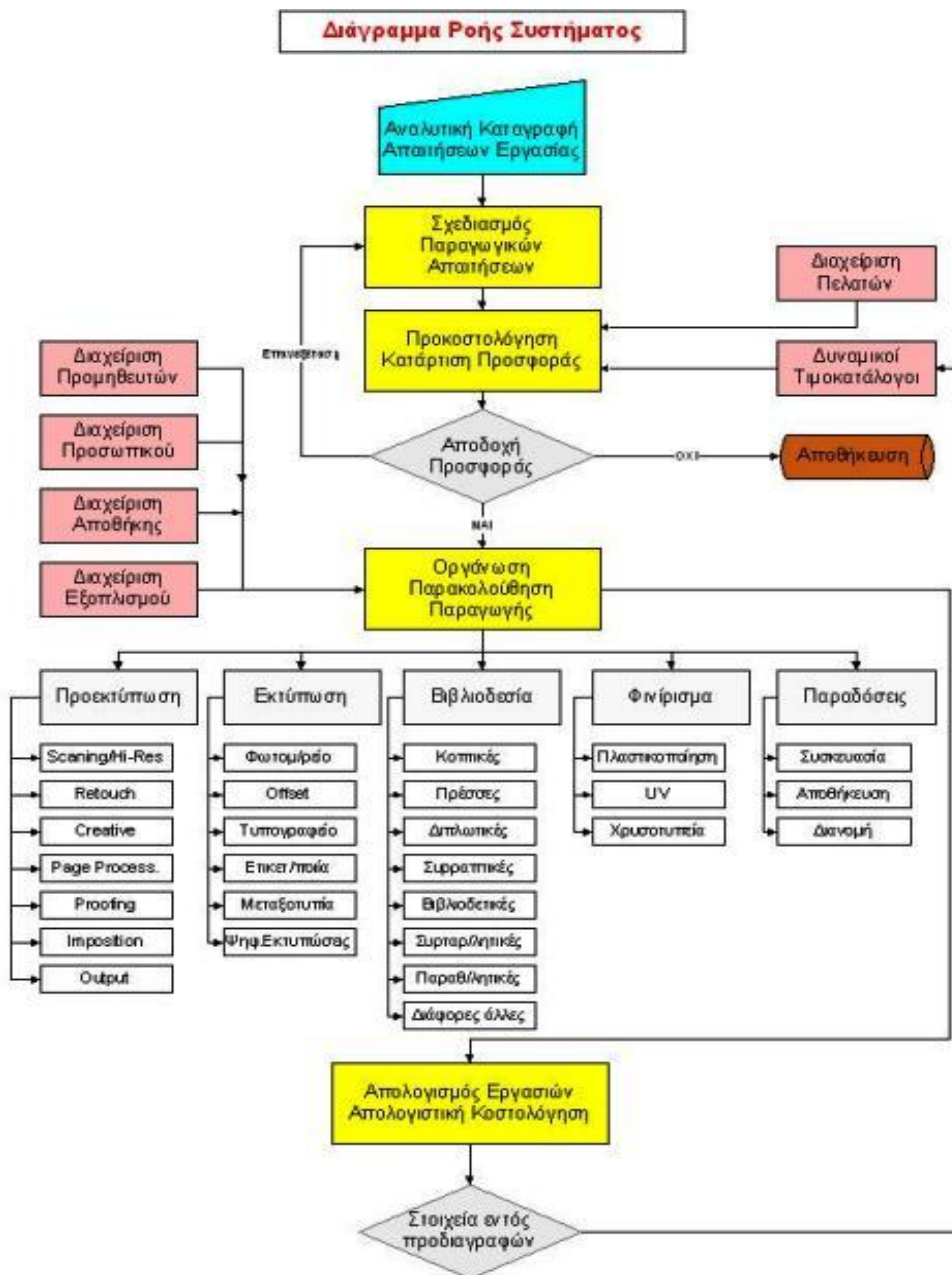 Διάγραμμα Ροής Συστήματος
Αναλυτική Καταγραφή
Απαιτήσεων Εργασίας
Σχεδιασμός
Παραγωγικών
Απαιτήσεων
Διαχείριση
Πελατών
Προκοστολόγηση
Κατάρτιση Προσφοράς
Δυναμικοί
Τιμοκατάλογοι
Διαχείριση
Προμηθευτών
Διαχείριση
Προσωπικού
Αποδοχή
Προσφοράς
ΟΧΙ
Αποθήκευση
Διαχείριση
Αποθήκης
ΝΑΙ
Διαχείριση
Εξοπλισμού
Οργάνωση
Παρακολούθηση
Παραγωγής
Προεκτύπωση
Scaning/Hi-Res
Retouch
Creative
Page Process.
Proofing
Imposition
Output
Εκτύπωση
Φωτομ/ρείο
Offset
Τυπογραφείο
Ετικετ/ποιία
Μεταξοτυπία
Ψηφ.Εκτυπώσεις
Βιβλιοδεσία
Κοπτικές
Πρέσσες
Διπλωτικές
Συρραπτικές
Βιβλιοδετικές
Συρταρ/λητικές
Παραθ/λητικές
Διάφορες άλλες
Φινίρισμα
Πλαστικοποίηση
UV
Χρυσοτυπεία
Παραδόσεις
Συσκευασία
Αποθήκευση
Διανομή
Απολογισμός Εργασιών
Απολογιστική Κοστολόγηση
Στοιχεία εντός
προδιαγραφών